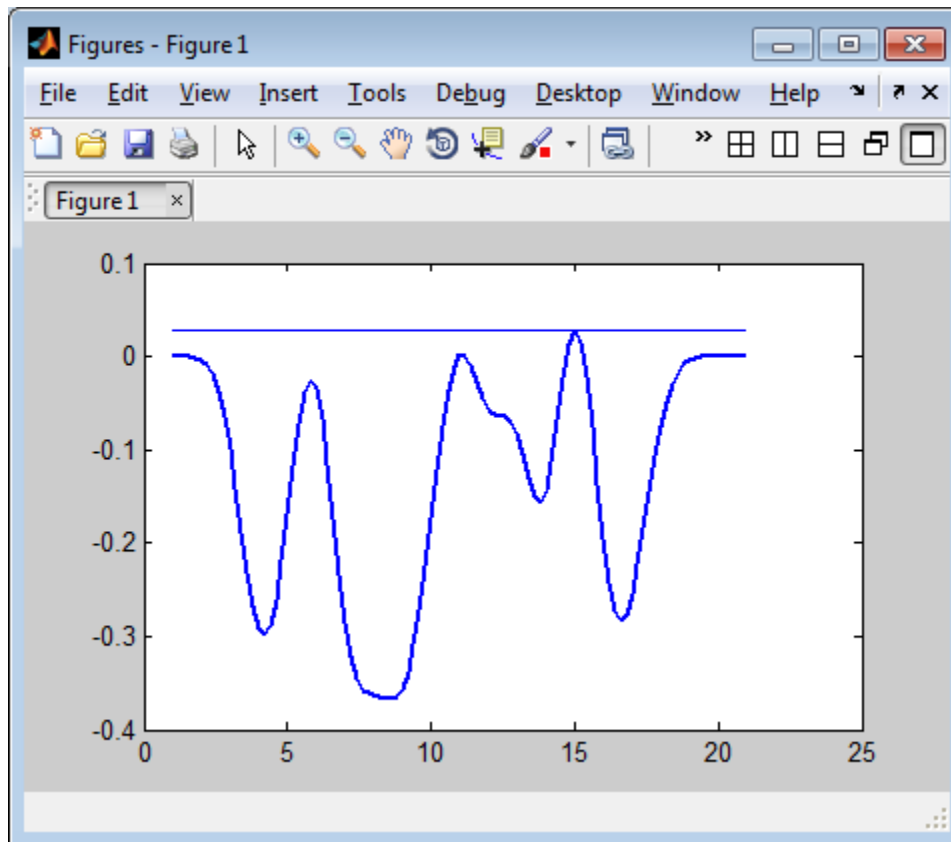 Figures - Figure 1
File Edit View Insert Tools Debug Desktop Window Help
Figure 1
0.1
0
-0.1
-0.2
-0.3
-0.4
0 5 10 15 20 25